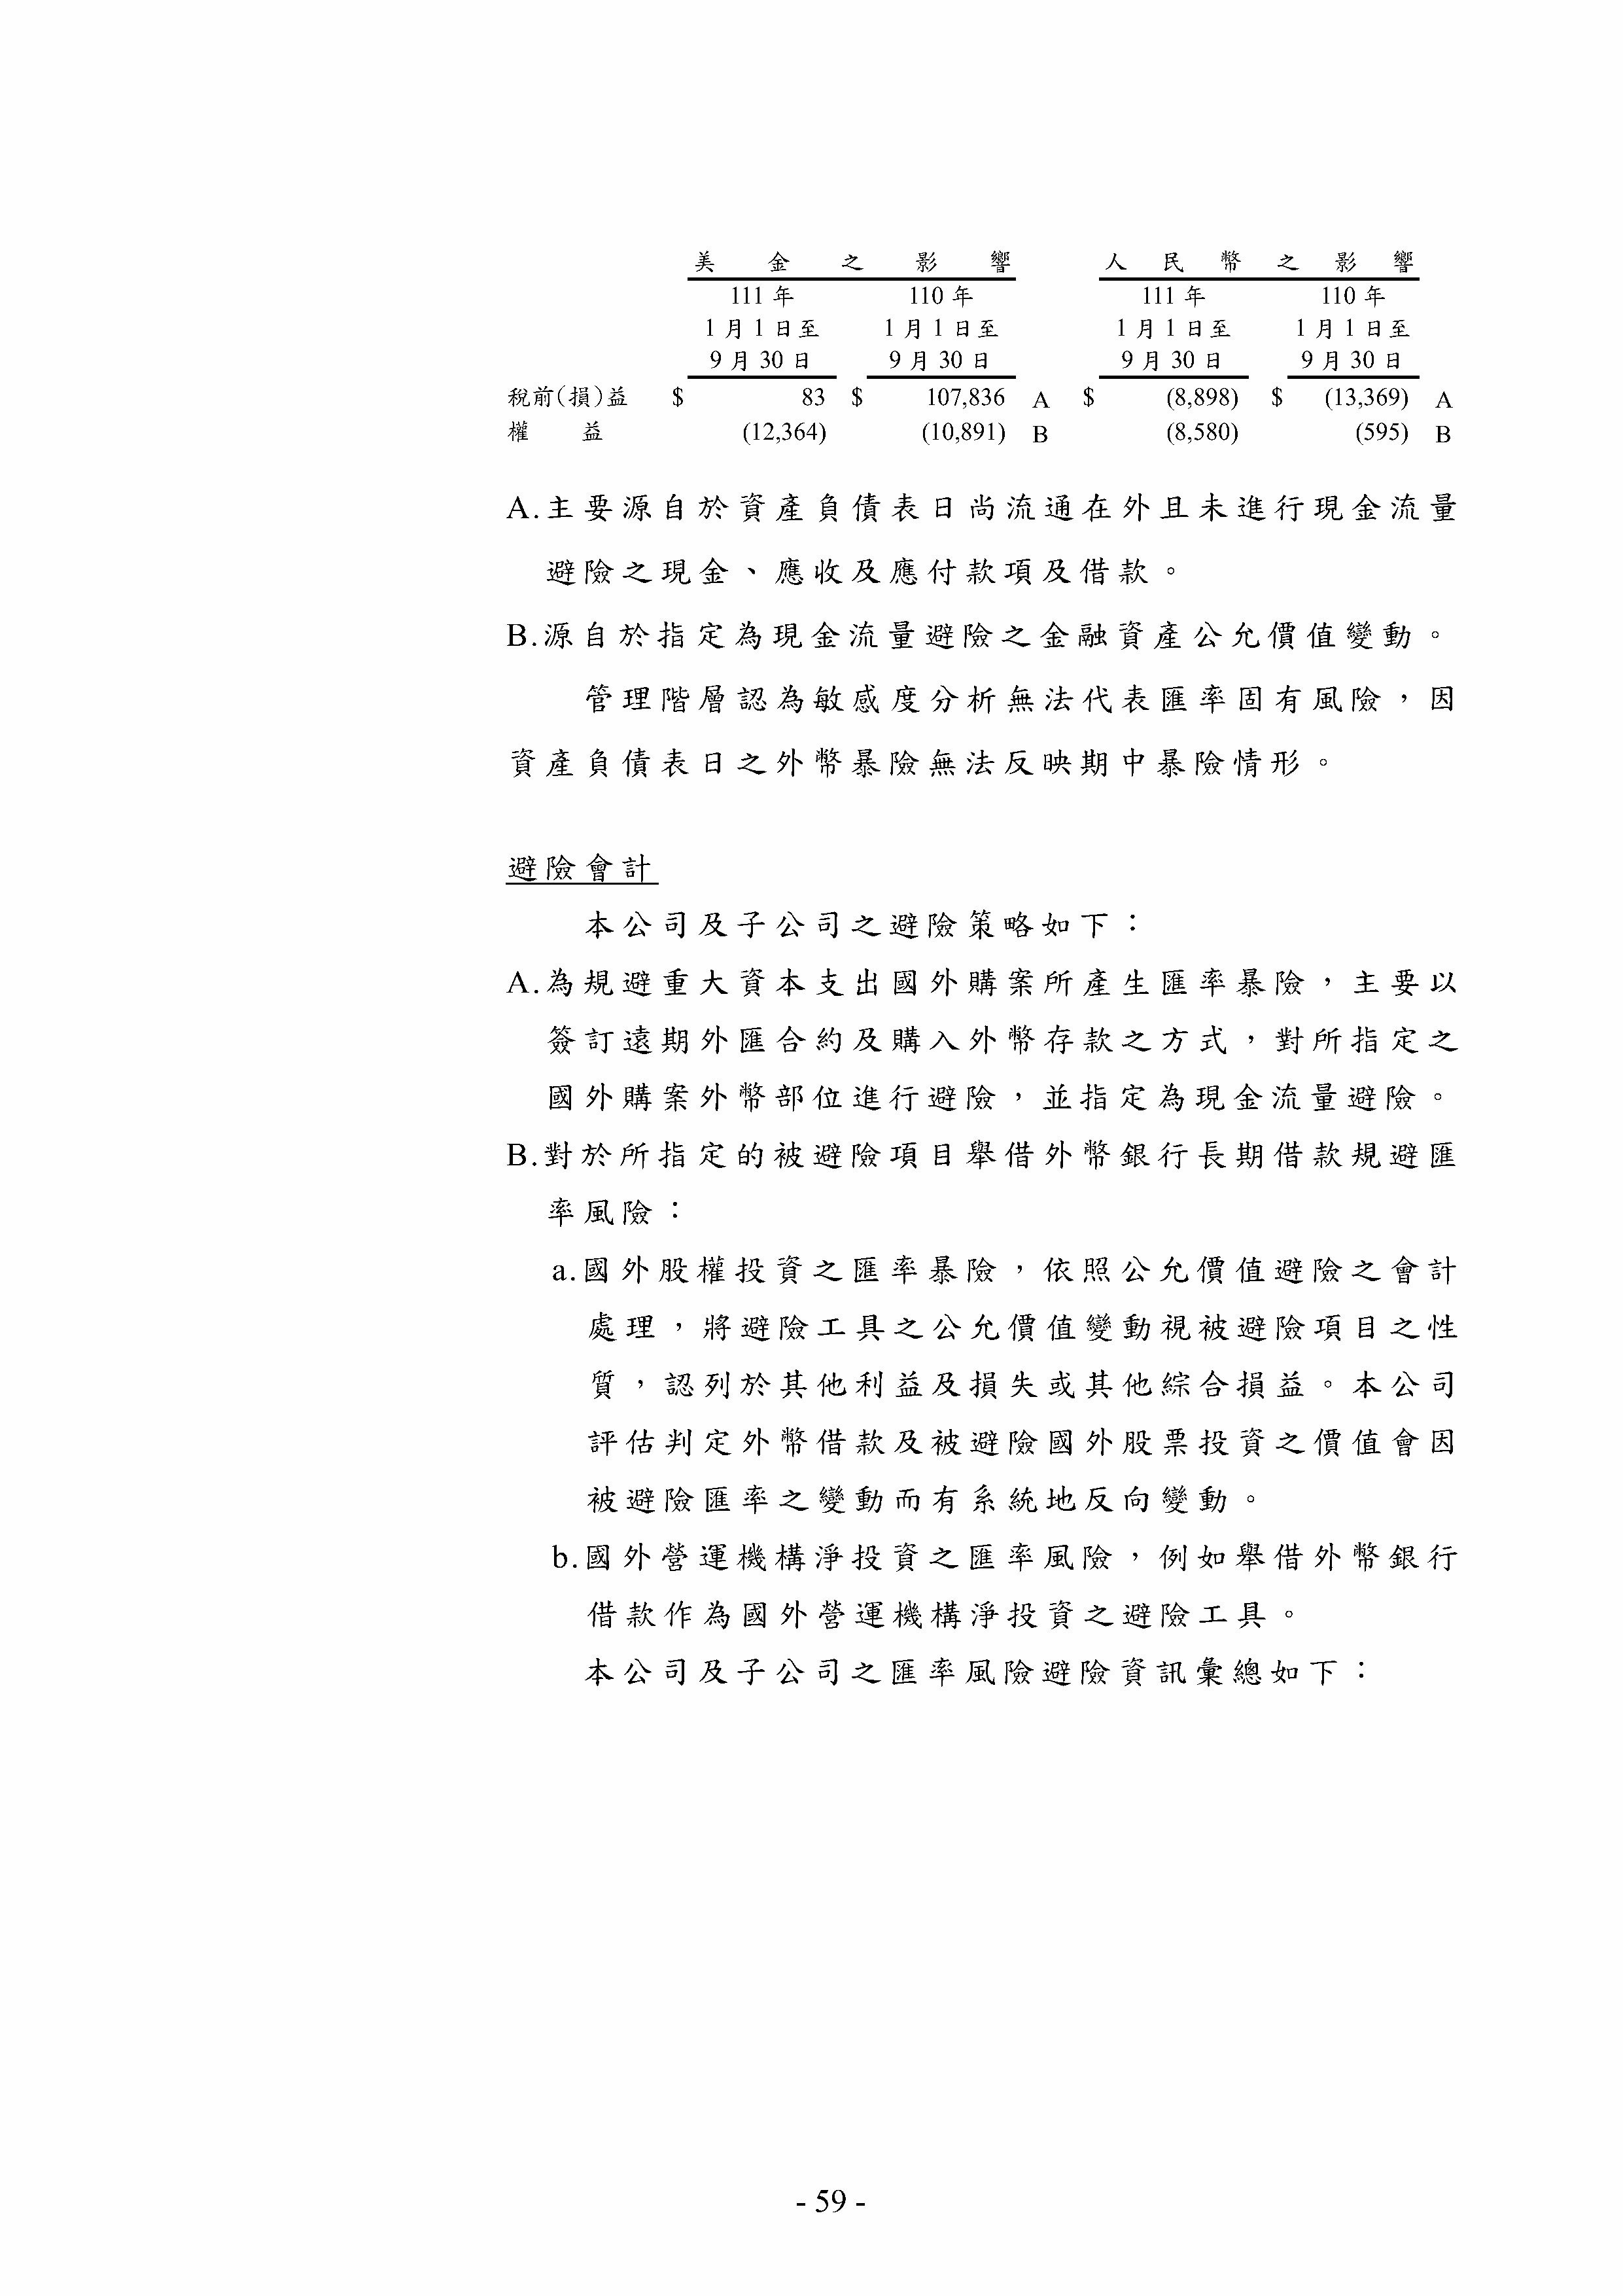 美金之影響 人民幣之影響
111 年 110 年 111 年 110 年
1 月 1 日至 1 月 1 日至 1 月 1 日至 1 月 1 日至
9 月 30 日 9 月 30 日 9 月 30 日 9 月 30 日
稅前(損)益 $ 83 $ 107,836 A $ (8,898) $ (13,369) A
權益 (12,364) (10,891) B (8,580) (595) B
A.主要源自於資產負債表日尚流通在外且未進行現金流量
避險之現金、應收及應付款項及借款。
B.源自於指定為現金流量避險之金融資產公允價值變動。
管理階層認為敏感度分析無法代表匯率固有風險，因
資產負債表日之外幣暴險無法反映期中暴險情形。
避險會計
本公司及子公司之避險策略如下：
A.為規避重大資本支出國外購案所產生匯率暴險，主要以
簽訂遠期外匯合約及購入外幣存款之方式，對所指定之
國外購案外幣部位進行避險，並指定為現金流量避險。
B.對於所指定的被避險項目舉借外幣銀行長期借款規避匯
率風險：
a.國外股權投資之匯率暴險，依照公允價值避險之會計
處理，將避險工具之公允價值變動視被避險項目之性
質，認列於其他利益及損失或其他綜合損益。本公司
評估判定外幣借款及被避險國外股票投資之價值會因
被避險匯率之變動而有系統地反向變動。
b.國外營運機構淨投資之匯率風險，例如舉借外幣銀行
借款作為國外營運機構淨投資之避險工具。
本公司及子公司之匯率風險避險資訊彙總如下：
- 59 -